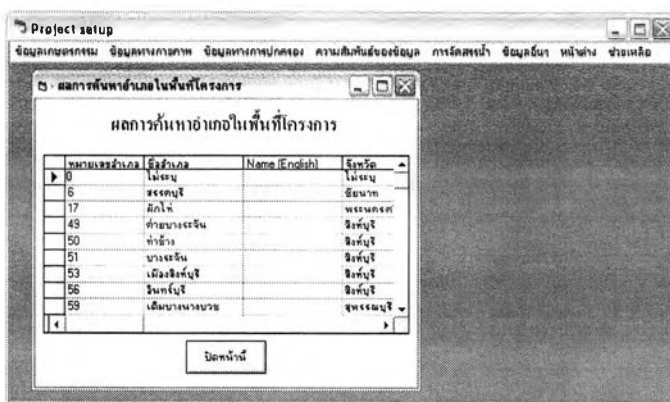 Project setup
ข้อมูลเกษตรกรรม ข้อมูลทางกายภาพ ข้อมูลทางการปกครอง ความสัมพันธ์ของข้อมูล การจัดสรรน้ำ ข้อมูลอื่นๆ หน้าต่าง ช่วยเหลือ
ผลการค้นหาอำเภอในพื้นที่โครงการ
ผลการค้นหาอำเภอในพื้นที่โครงการ
หมายเลขอำเภอ ชื่ออำเภอ Name (English) จังหวัด
0 ไม่ระบุ ไม่ระบุ
6 สรรคบุรี ชัยนาท
17 ผักไห่ พระนครศ
49 ค่ายบางระจัน สิงห์บุรี
50 ท่าช้าง สิงห์บุรี
51 บางระจัน สิงห์บุรี
53 เมืองสิงห์บุรี สิงห์บุรี
56 อินทร์บุรี สิงห์บุรี
59 เดิมบางนางบวช สุพรรณบุรี
ปิดหน้านี้